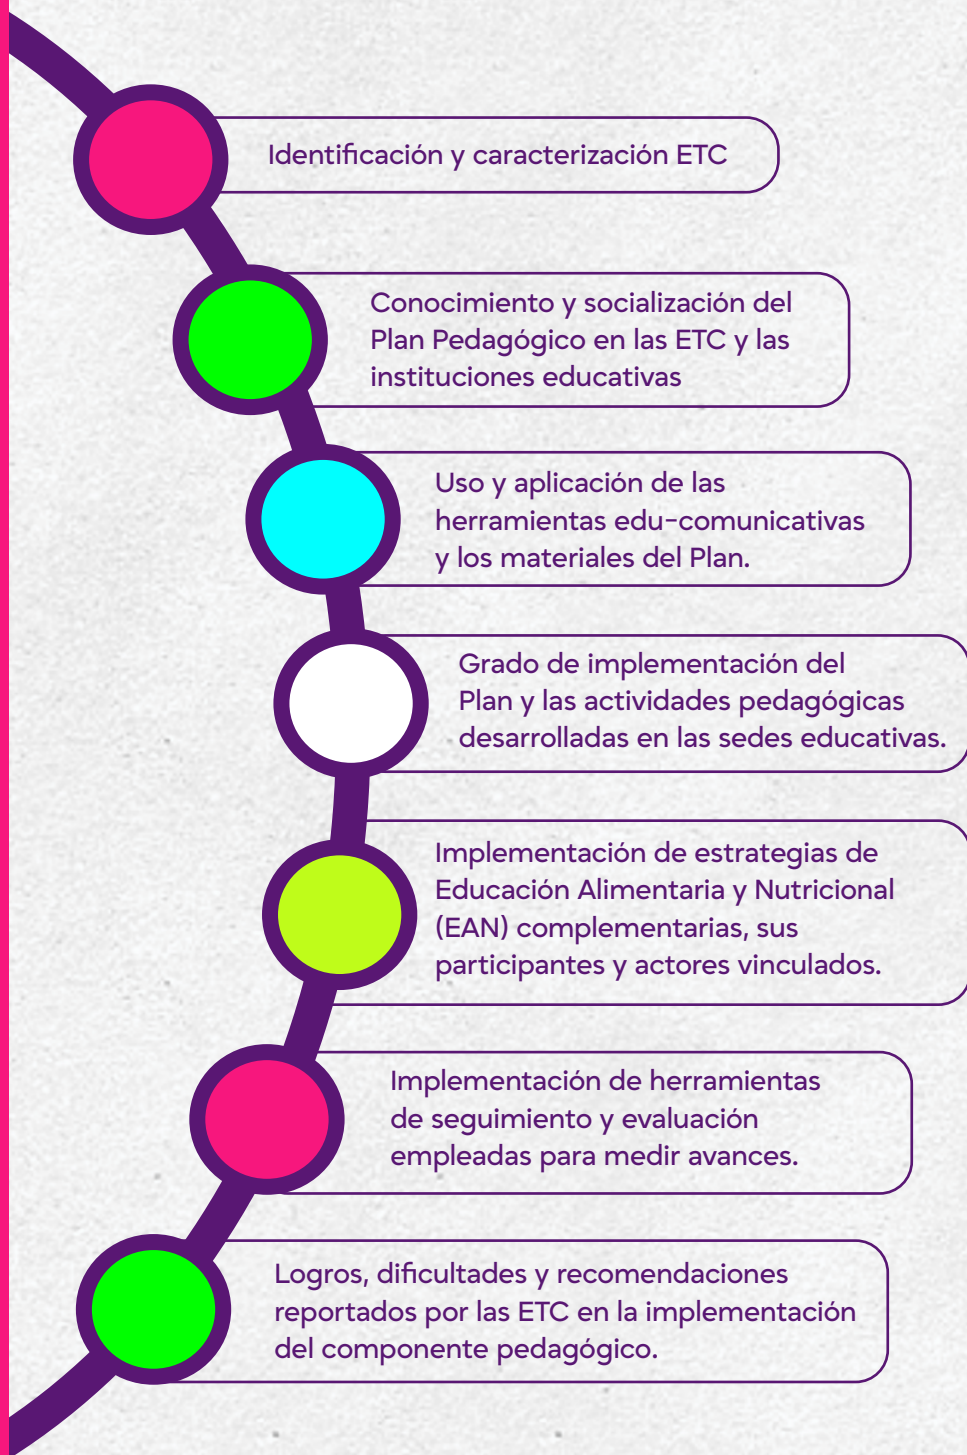 Identificación y caracterización ETC
Conocimiento y socialización del
Plan Pedagógico en las ETC y las
instituciones educativas
Uso y aplicación de las
herramientas edu-comunicativas
y los materiales del Plan.
Grado de implementación del
Plan y las actividades pedagógicas
desarrolladas en las sedes educativas.
Implementación de estrategias de
Educación Alimentaria y Nutricional
(EAN) complementarias, sus
participantes y actores vinculados.
Implementación de herramientas
de seguimiento y evaluación
empleadas para medir avances.
Logros, dificultades y recomendaciones
reportados por las ETC en la implementación
del componente pedagógico.